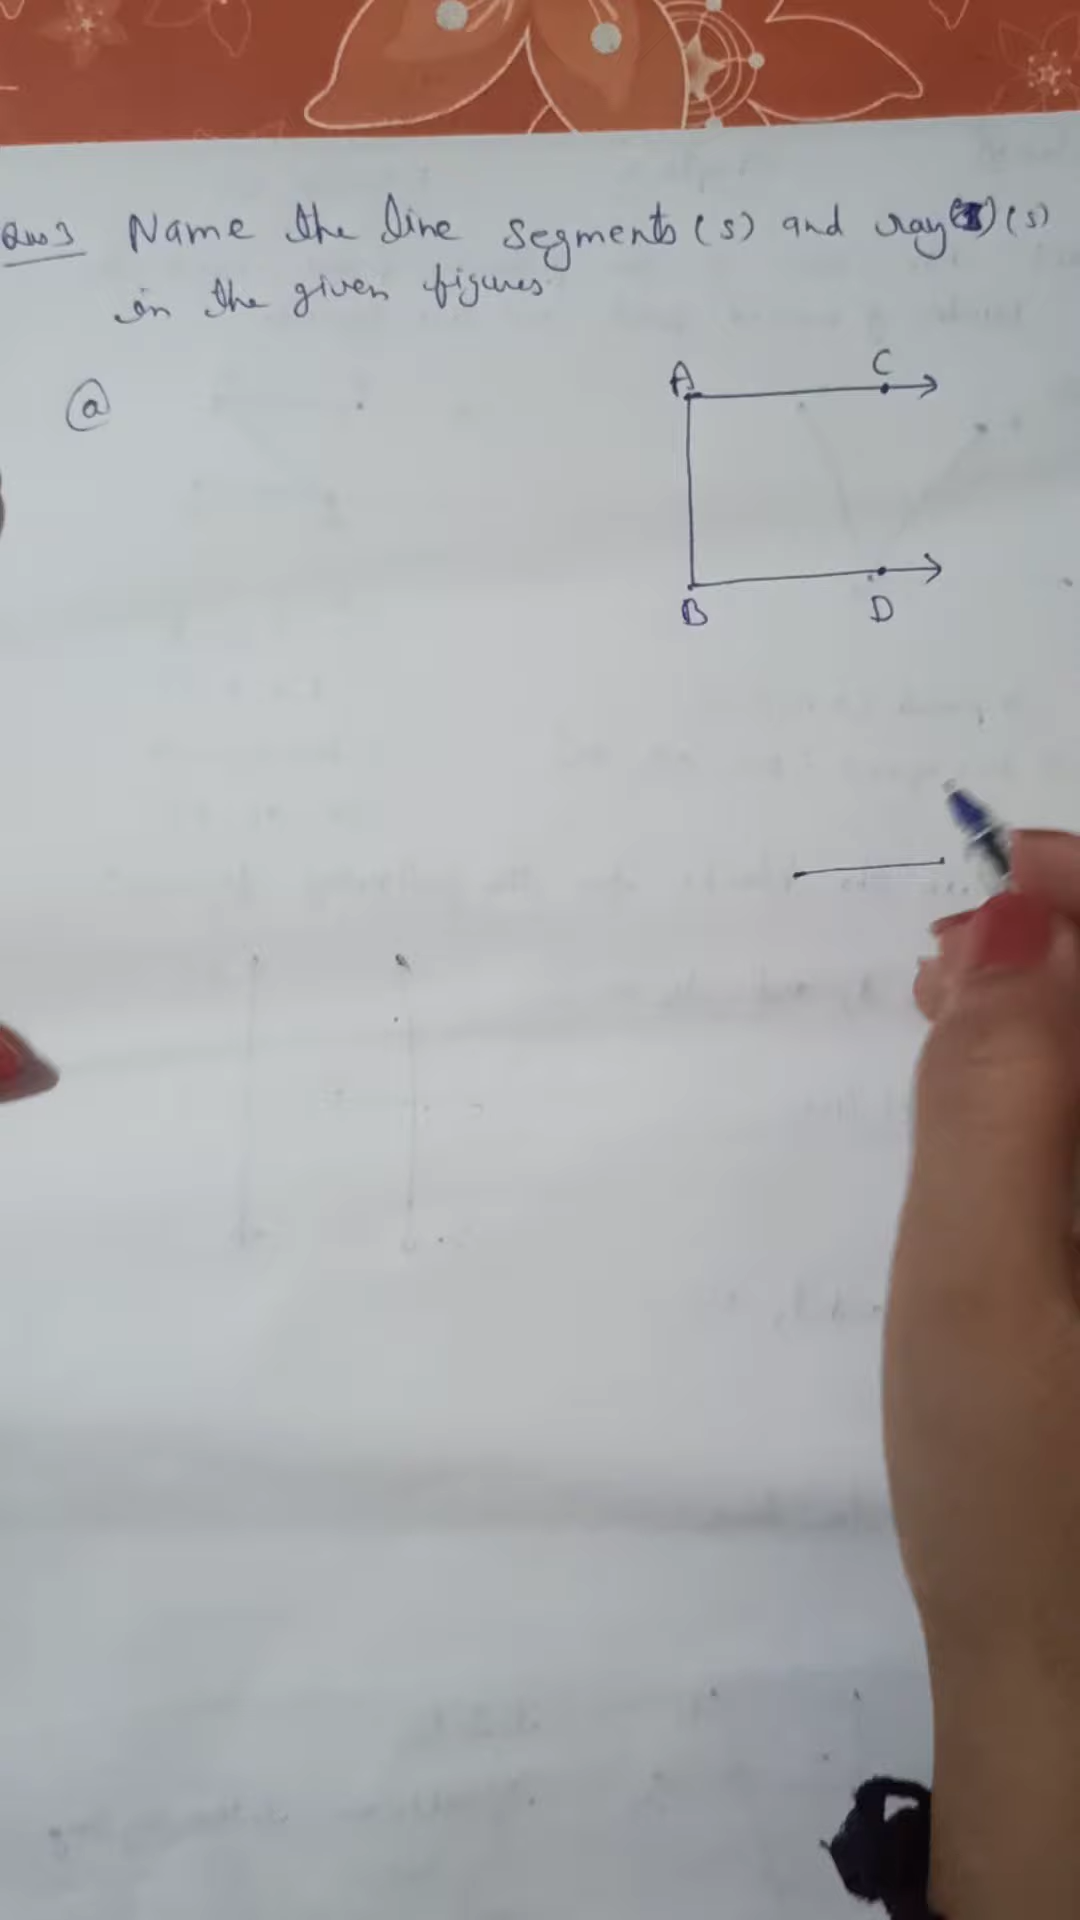 Ques 3 Name the line segments(s) and ray(s)(s)
in the given figures.
(a)
A C
B D